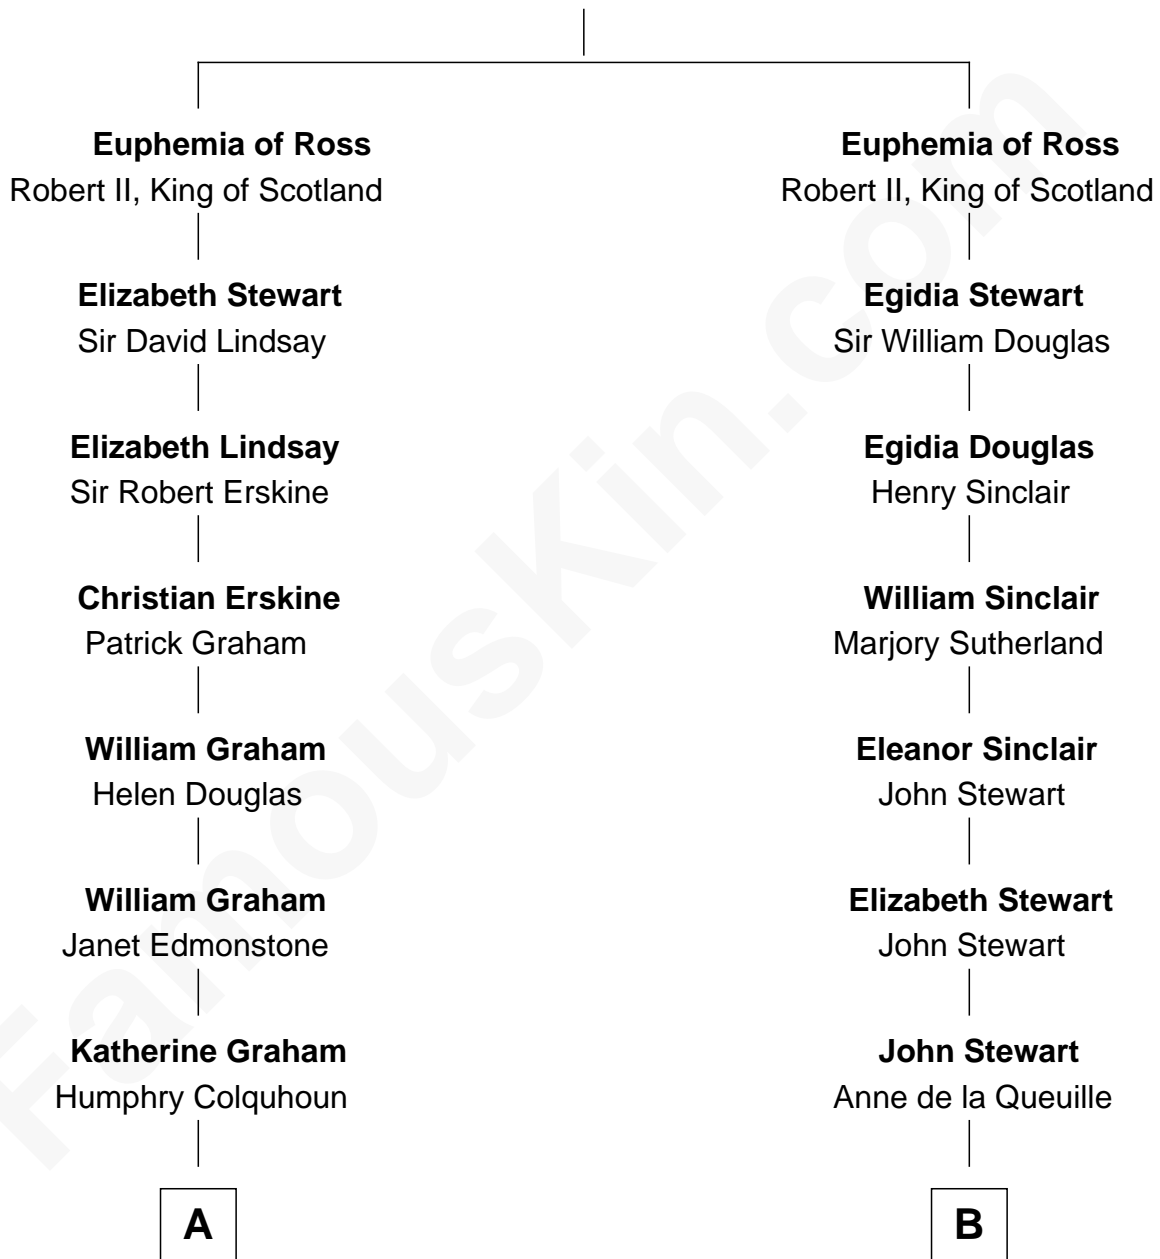 Euphemia of Ross
Robert II, King of Scotland
Elizabeth Stewart
Sir David Lindsay
Elizabeth Lindsay
Sir Robert Erskine
Christian Erskine
Patrick Graham
William Graham
Helen Douglas
William Graham
Janet Edmonstone
Katherine Graham
Humphry Colquhoun
A
Euphemia of Ross
Robert II, King of Scotland
Egidia Stewart
Sir William Douglas
Egidia Douglas
Henry Sinclair
William Sinclair
Marjory Sutherland
Eleanor Sinclair
John Stewart
Elizabeth Stewart
John Stewart
John Stewart
Anne de la Queuille
B
FamousKin.com